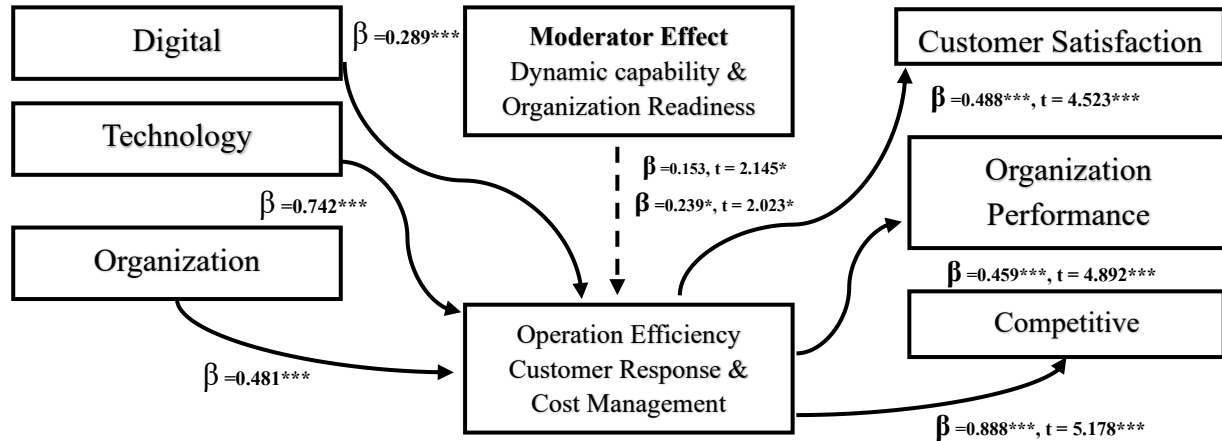 Digital
β =0.289***
Moderator Effect
Dynamic capability &
Organization Readiness
Customer Satisfaction
β =0.488***, t = 4.523***
Technology
β =0.742***
β =0.153, t = 2.145*
β =0.239*, t = 2.023*
Organization
Performance
β =0.459***, t = 4.892***
Organization
β =0.481***
Operation Efficiency
Customer Response &
Cost Management
Competitive
β =0.888***, t = 5.178***